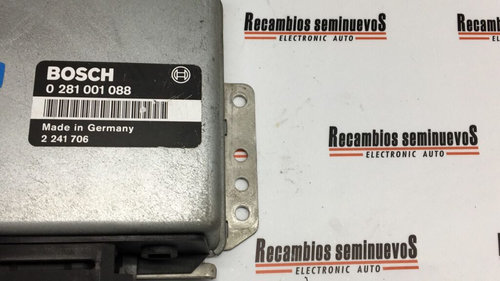 BOSCH
0 281 001 088
Made in Germany
2 241 706
Recambios seminuevoS
ELECTRONIC AUTO
Recambios
ELECTRONIC
Recambios seminuevoS
ELECTRONIC AUTO
Recambios seminuevoS
ELECTRONIC AUTO